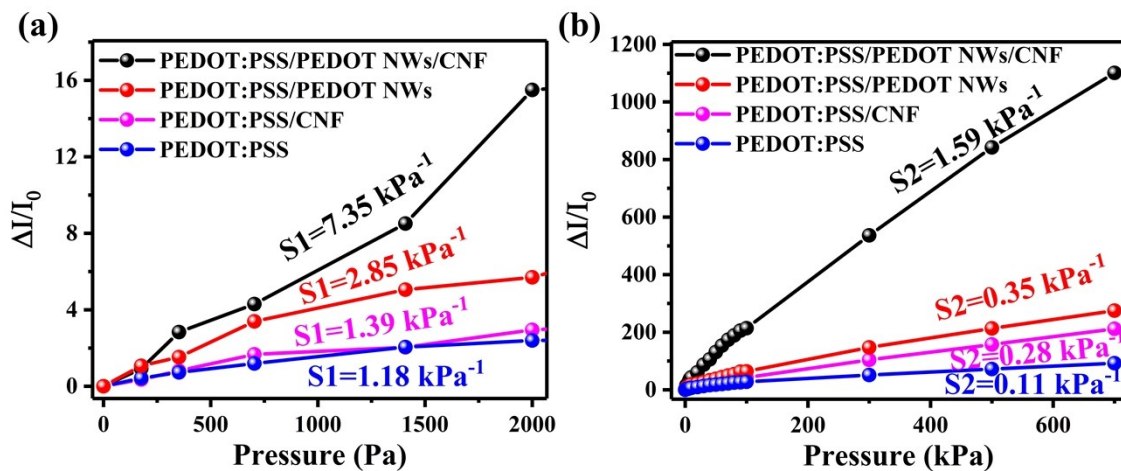 (a)
16
12
8
4
0
ΔI/I0
PEDOT:PSS/PEDOT NWs/CNF
PEDOT:PSS/PEDOT NWs
PEDOT:PSS/CNF
PEDOT:PSS
S1=7.35 kPa-1
S1=2.85 kPa-1
S1=1.39 kPa-1
S1=1.18 kPa-1
0 500 1000 1500 2000
Pressure (Pa)
(b)
1200
1000
800
600
400
200
0
ΔI/I0
PEDOT:PSS/PEDOT NWs/CNF
PEDOT:PSS/PEDOT NWs
PEDOT:PSS/CNF
PEDOT:PSS
S2=1.59 kPa-1
S2=0.35 kPa-1
S2=0.28 kPa-1
S2=0.11 kPa-1
0 200 400 600
Pressure (kPa)